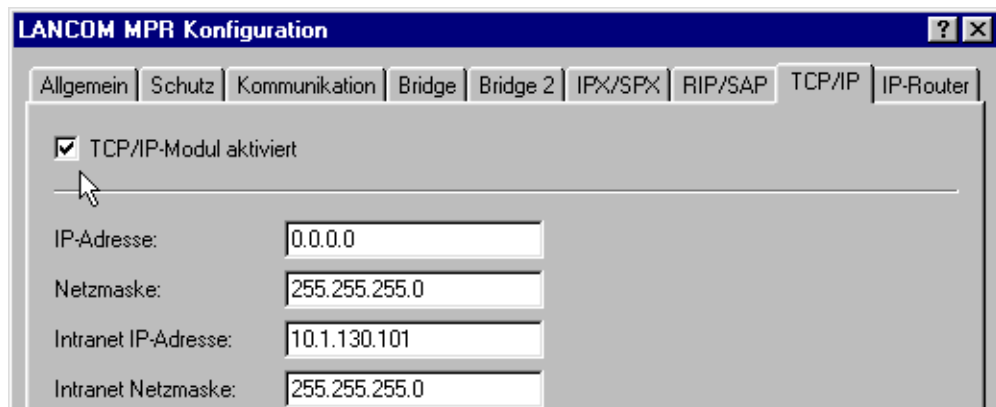 LANCOM MPR Konfiguration
Allgemein Schutz Kommunikation Bridge Bridge 2 IPX/SPX RIP/SAP TCP/IP IP-Router
TCP/IP-Modul aktiviert
IP-Adresse: 0.0.0.0
Netzmaske: 255.255.255.0
Intranet IP-Adresse: 10.1.130.101
Intranet Netzmaske: 255.255.255.0